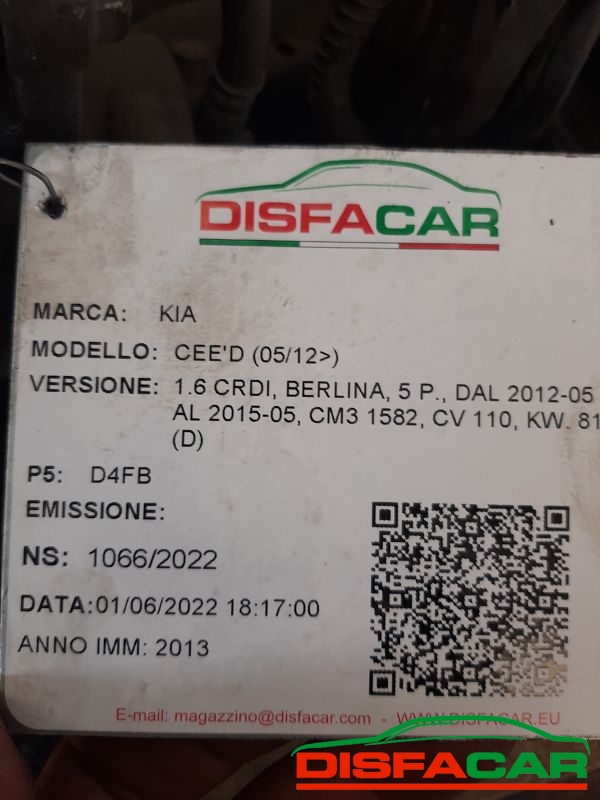 DISFACAR
MARCA: KIA
MODELLO: CEE'D (05/12>)
VERSIONE: 1.6 CRDI, BERLINA, 5 P., DAL 2012-05
AL 2015-05, CM3 1582, CV 110, KW. 81
(D)
P5: D4FB
EMISSIONE:
NS: 1066/2022
DATA:01/06/2022 18:17:00
ANNO IMM: 2013
E-mail: magazzino@disfacar.com - WWW.DISFACAR.EU
DISFACAR